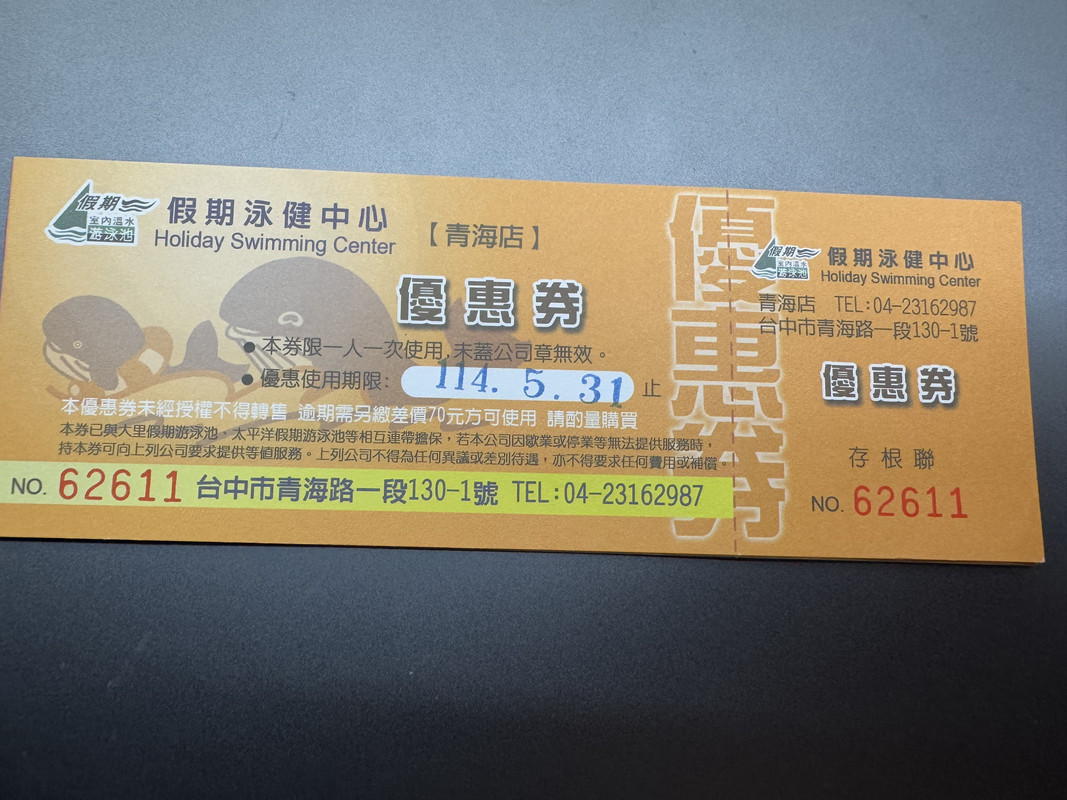 假期
室內溫水
游泳池
假期泳健中心
Holiday Swimming Center
【青海店】
優惠券
●本券限一人一次使用,未蓋公司章無效。
●優惠使用期限: 114. 5. 31 止
本優惠券未經授權不得轉售 逾期需另繳差價70元方可使用 請酌量購買
本券已與大里假期游泳池,太平洋假期游泳池等相互連帶擔保,若本公司因歇業或停業等無法提供服務時,
持本券可向上列公司要求提供等值服務。上列公司不得為任何異議或差別待遇,亦不得要求任何費用或補償。
NO. 62611 台中市青海路一段130-1號 TEL:04-23162987
優惠券
假期
室內溫水
游泳池
假期泳健中心
Holiday Swimming Center
青海店 TEL:04-23162987
台中市青海路一段130-1號
優惠券
存根聯
NO. 62611